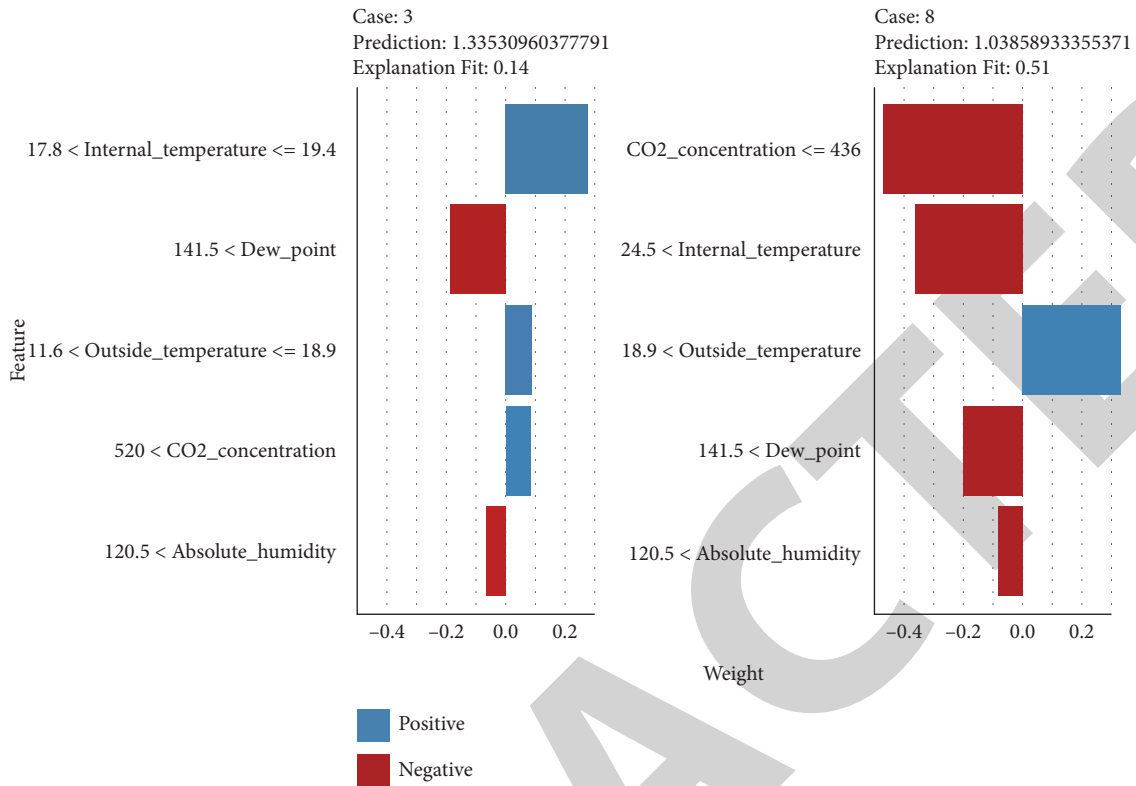 Case: 3
Prediction: 1.33530960377791
Explanation Fit: 0.14
Case: 8
Prediction: 1.03858933355371
Explanation Fit: 0.51
Feature
17.8 < Internal_temperature <= 19.4
141.5 < Dew_point
11.6 < Outside_temperature <= 18.9
520 < CO2_concentration
120.5 < Absolute_humidity
−0.4 −0.2 0.0 0.2
CO2_concentration <= 436
24.5 < Internal_temperature
18.9 < Outside_temperature
141.5 < Dew_point
120.5 < Absolute_humidity
−0.4 −0.2 0.0 0.2
Weight
Positive
Negative
ACTE